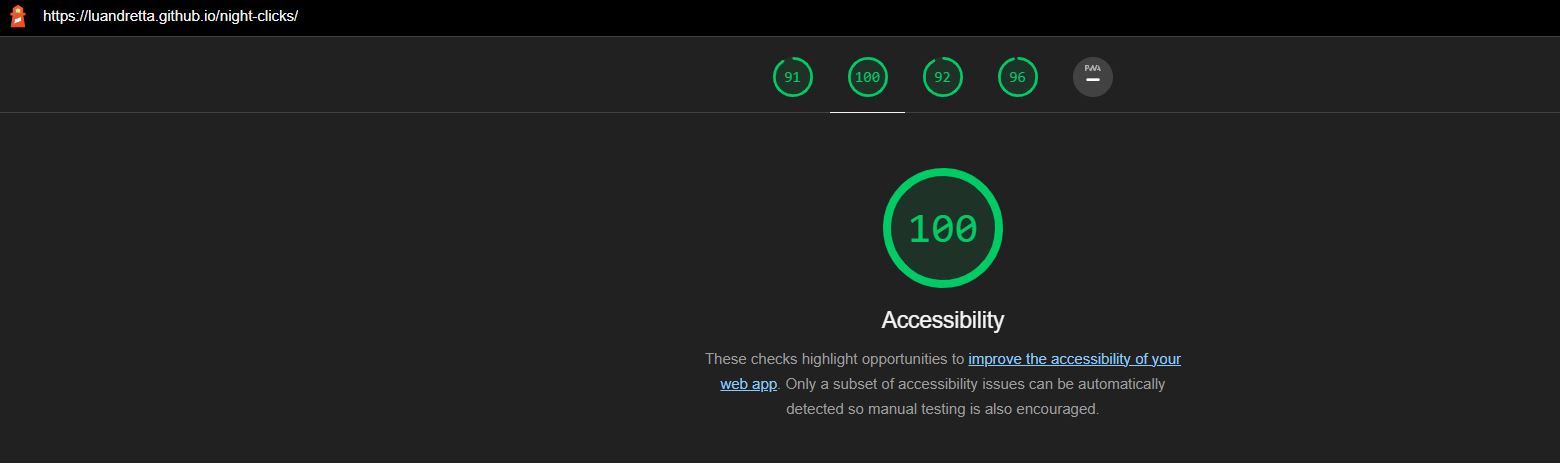 https://luandretta.github.io/night-clicks/
91
100
92
96
PWA
100
Accessibility
These checks highlight opportunities to improve the accessibility of your
web app. Only a subset of accessibility issues can be automatically
detected so manual testing is also encouraged.